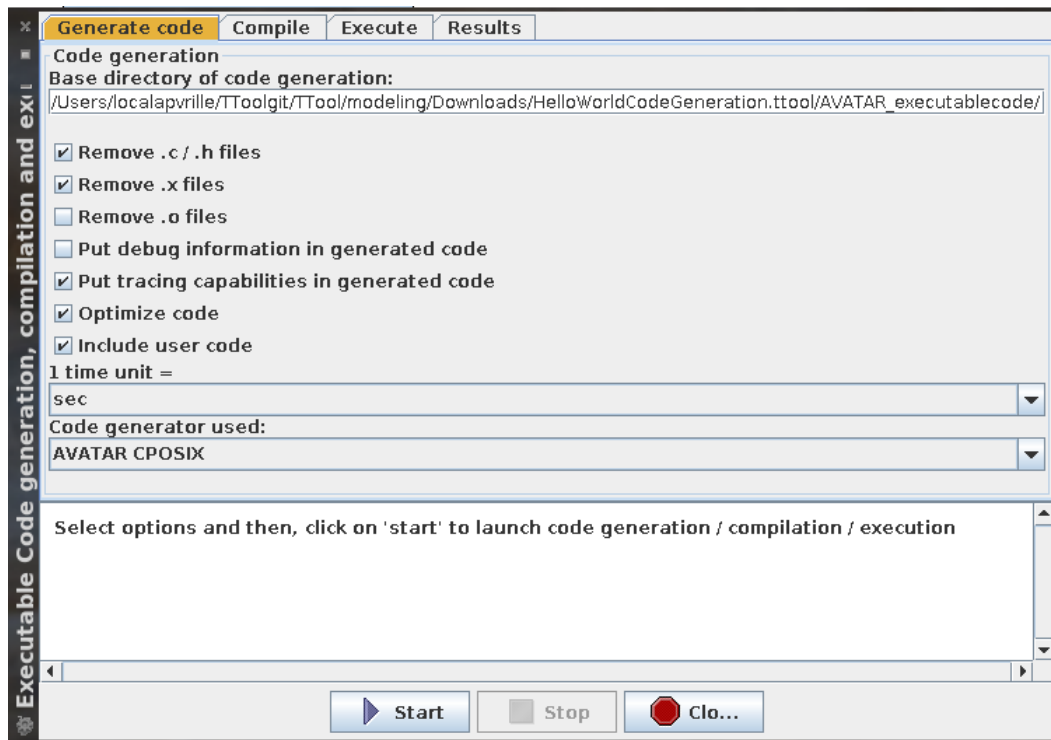 Executable Code generation, compilation and exe
Generate code Compile Execute Results
Code generation
Base directory of code generation:
/Users/localapvrille/TToolgit/TTool/modeling/Downloads/HelloWorldCodeGeneration.ttool/AVATAR_executablecode/
Remove .c / .h files
Remove .x files
Remove .o files
Put debug information in generated code
Put tracing capabilities in generated code
Optimize code
Include user code
1 time unit =
sec
Code generator used:
AVATAR CPOSIX
Select options and then, click on 'start' to launch code generation / compilation / execution
Start Stop Clo...